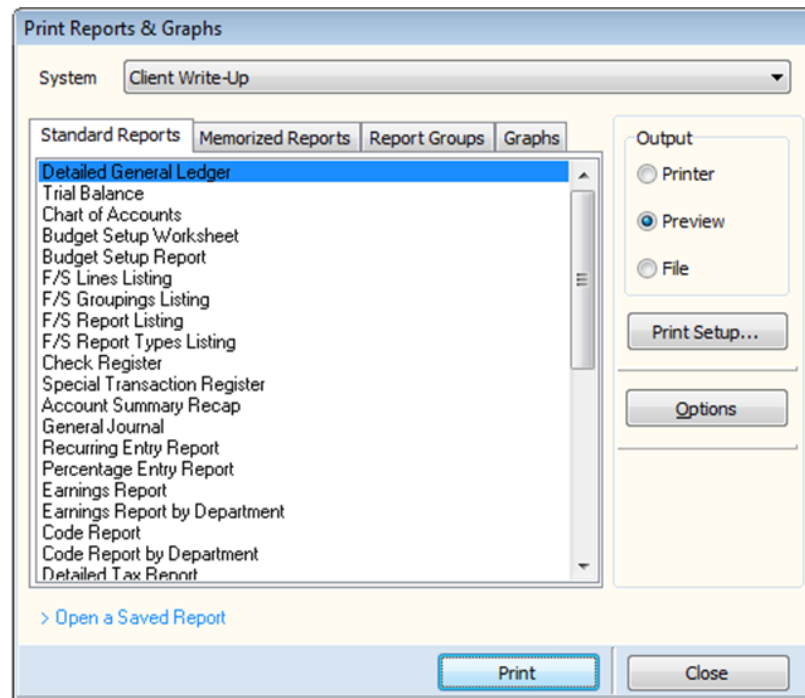 Print Reports & Graphs
System Client Write-Up
Standard Reports Memorized Reports Report Groups Graphs
Detailed General Ledger
Trial Balance
Chart of Accounts
Budget Setup Worksheet
Budget Setup Report
F/S Lines Listing
F/S Groupings Listing
F/S Report Listing
F/S Report Types Listing
Check Register
Special Transaction Register
Account Summary Recap
General Journal
Recurring Entry Report
Percentage Entry Report
Earnings Report
Earnings Report by Department
Code Report
Code Report by Department
Detailed Tax Report
Output
Printer
Preview
File
Print Setup...
Options
> Open a Saved Report
Print Close